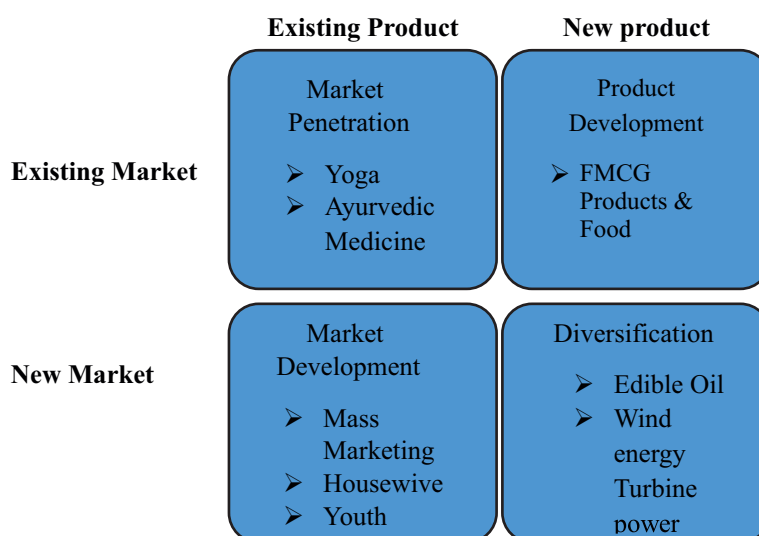 Existing Product
New product
Existing Market
Market
Penetration
➢ Yoga
➢ Ayurvedic
Medicine
Product
Development
➢ FMCG
Products &
Food
New Market
Market
Development
➢ Mass
Marketing
➢ Housewive
➢ Youth
Diversification
➢ Edible Oil
➢ Wind
energy
Turbine
power